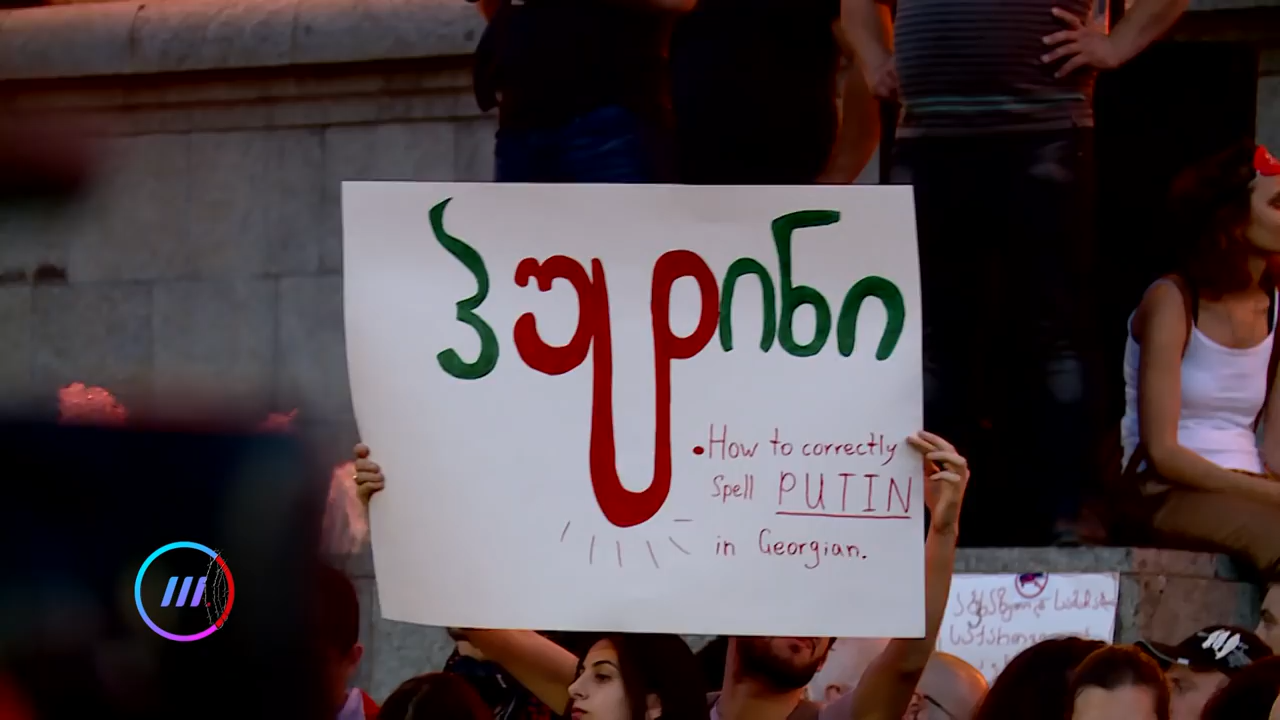 პუტინი
• How to correctly
Spell PUTIN
in Georgian.